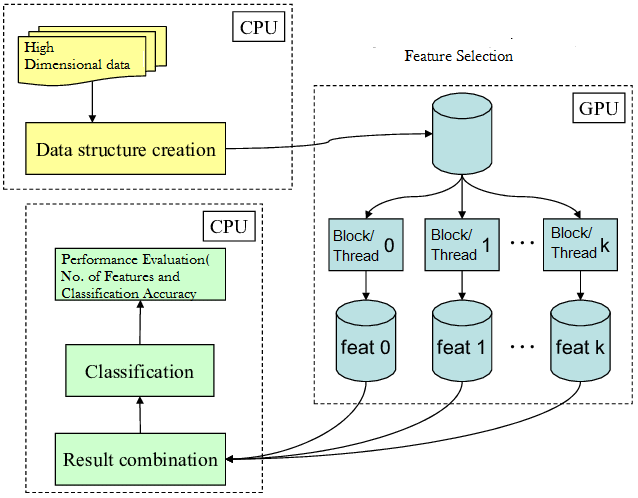 CPU
High
Dimensional data
Data structure creation
Feature Selection
GPU
Block/
Thread 0
Block/
Thread 1
...
Block/
Thread k
feat 0
feat 1
...
feat k
CPU
Performance Evaluation(
No. of Features and
Classification Accuracy
Classification
Result combination